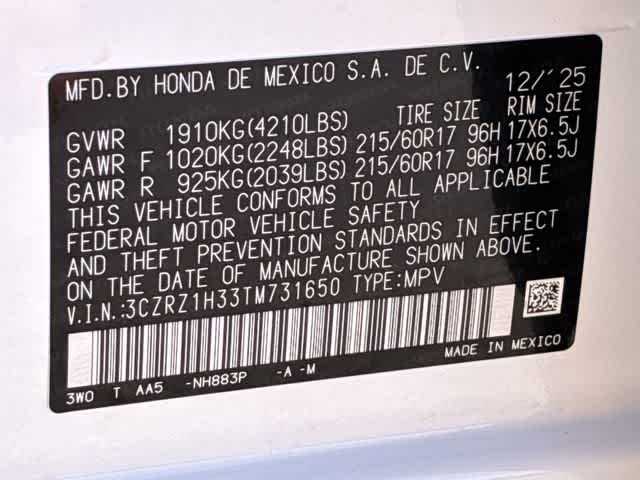 MFD.BY HONDA DE MEXICO S.A. DE C.V. 12/'25
TIRE SIZE RIM SIZE
GVWR 1910KG(4210LBS)
GAWR F 1020KG(2248LBS) 215/60R17 96H 17X6.5J
GAWR R 925KG(2039LBS) 215/60R17 96H 17X6.5J
THIS VEHICLE CONFORMS TO ALL APPLICABLE
FEDERAL MOTOR VEHICLE SAFETY
AND THEFT PREVENTION STANDARDS IN EFFECT
ON THE DATE OF MANUFACTURE SHOWN ABOVE.
V.I.N.:3CZRZ1H33TM731650 TYPE:MPV
MADE IN MEXICO
3W0 T AA5 -NH883P -A -M